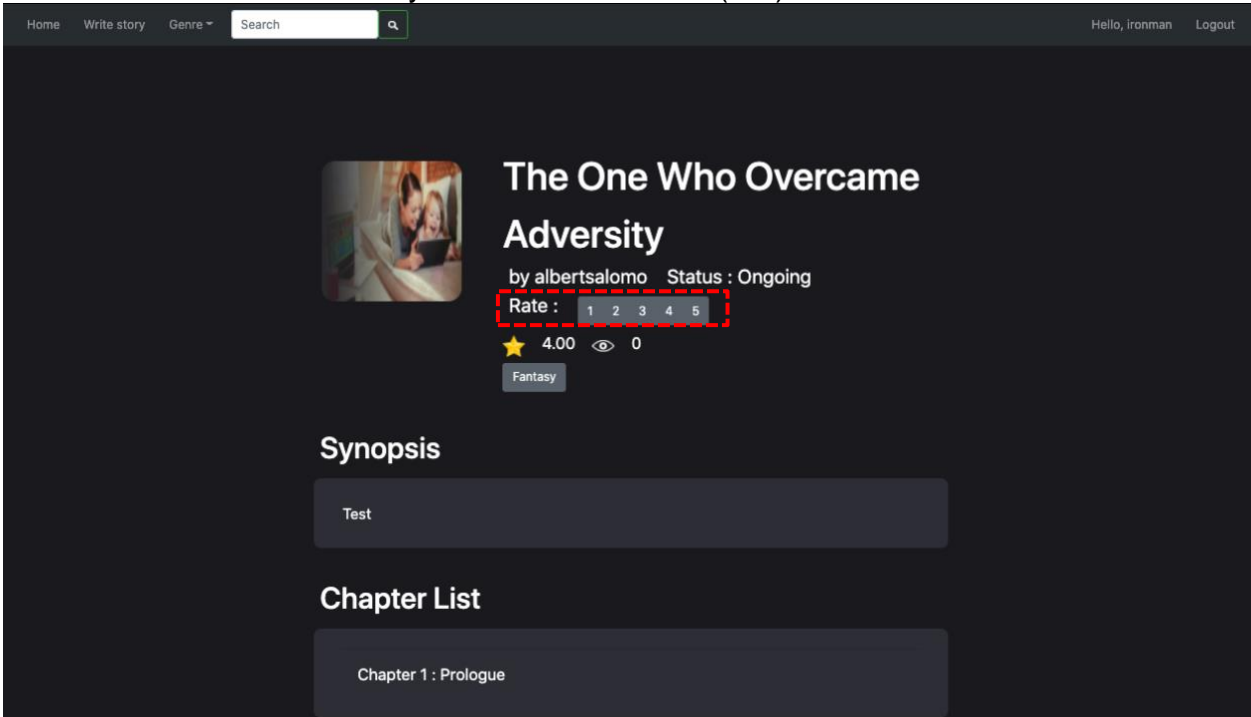 Home Write story Genre Search Hello, ironman Logout
The One Who Overcame
Adversity
by albertsalomo Status : Ongoing
Rate : 1 2 3 4 5
4.00 0
Fantasy
Synopsis
Test
Chapter List
Chapter 1 : Prologue